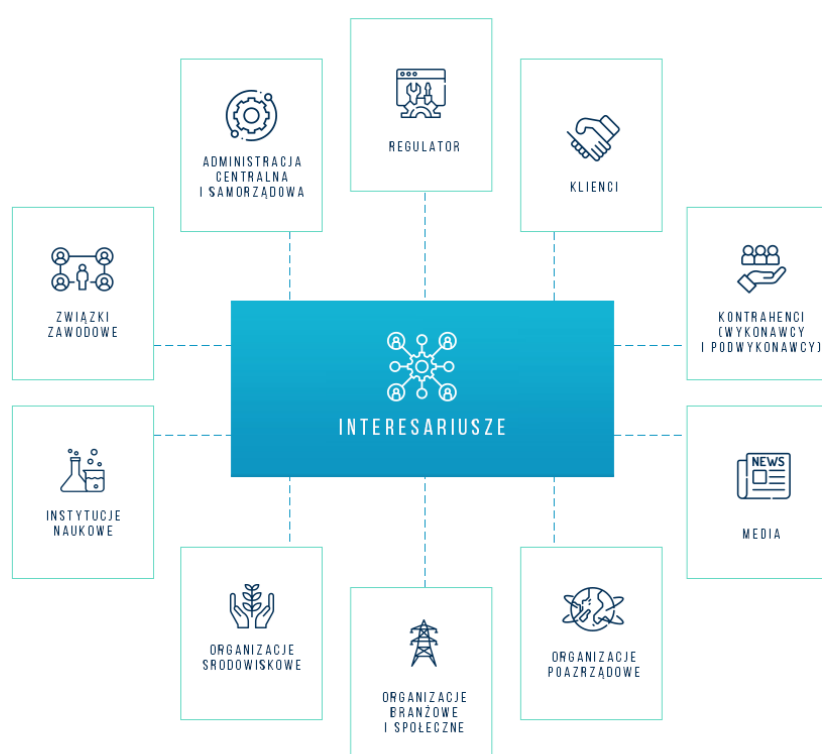 REGULATOR
ADMINISTRACJA
CENTRALNA
I SAMORZĄDOWA
KLIENCI
ZWIĄZKI
ZAWODOWE
KONTRAHENCI
(WYKONAWCY
I PODWYKONAWCY)
INTERESARIUSZE
INSTYTUCJE
NAUKOWE
NEWS
MEDIA
ORGANIZACJE
ŚRODOWISKOWE
ORGANIZACJE
BRANŻOWE
I SPOŁECZNE
ORGANIZACJE
POAZRZĄDOWE